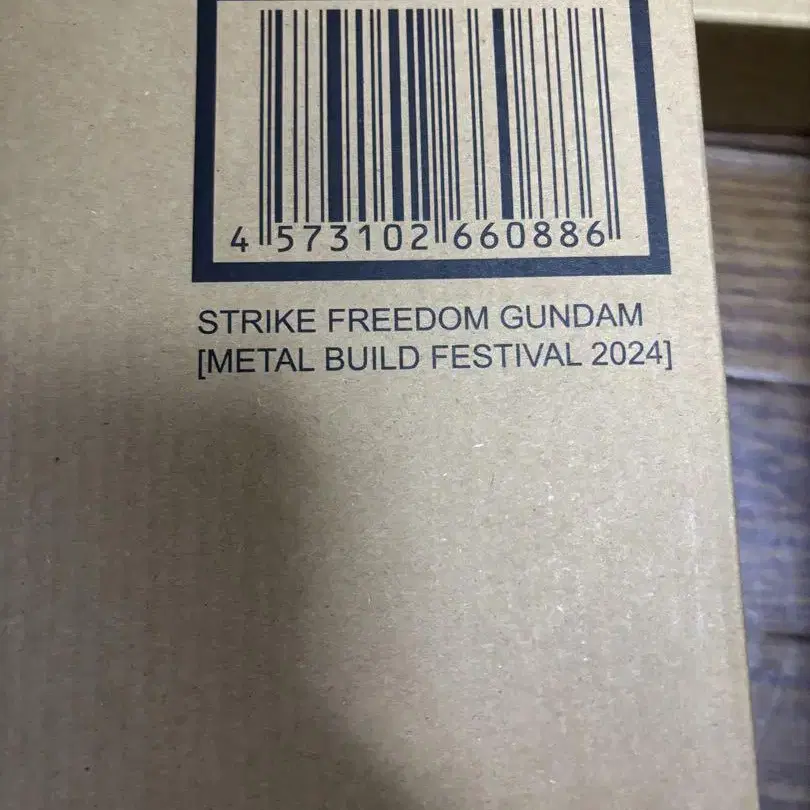 4 573102 660886
STRIKE FREEDOM GUNDAM
[METAL BUILD FESTIVAL 2024]